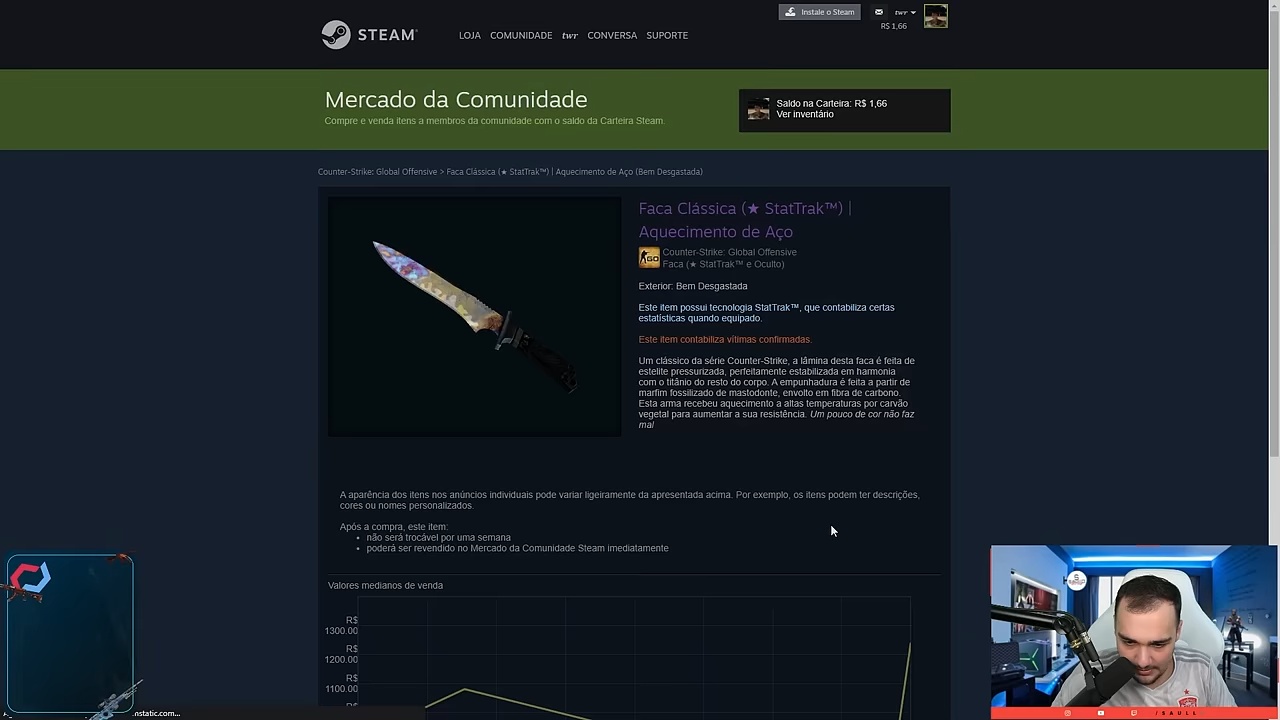 Instale o Steam
twr
R$ 1,66
STEAM
LOJA COMUNIDADE twr CONVERSA SUPORTE
Mercado da Comunidade
Compre e venda itens a membros da comunidade com o saldo da Carteira Steam.
Saldo na Carteira: R$ 1,66
Ver inventário
Counter-Strike: Global Offensive > Faca Clássica (★ StatTrak™) | Aquecimento de Aço (Bem Desgastada)
Faca Clássica (★ StatTrak™) |
Aquecimento de Aço
GO
Counter-Strike: Global Offensive
Faca (★ StatTrak™ e Oculto)
Exterior: Bem Desgastada
Este item possui tecnologia StatTrak™, que contabiliza certas
estatísticas quando equipado.
Este item contabiliza vítimas confirmadas.
Um clássico da série Counter-Strike, a lâmina desta faca é feita de
estelite pressurizada, perfeitamente estabilizada em harmonia
com o titânio do resto do corpo. A empunhadura é feita a partir de
marfim fossilizado de mastodonte, envolto em fibra de carbono.
Esta arma recebeu aquecimento a altas temperaturas por carvão
vegetal para aumentar a sua resistência. Um pouco de cor não faz
mal
A aparência dos itens nos anúncios individuais pode variar ligeiramente da apresentada acima. Por exemplo, os itens podem ter descrições,
cores ou nomes personalizados.
Após a compra, este item:
• não será trocável por uma semana
• poderá ser revendido no Mercado da Comunidade Steam imediatamente
Valores medianos de venda
R$
1300.00
R$
1200.00
R$
1100.00
R$
mstatic.com...
/SAULL